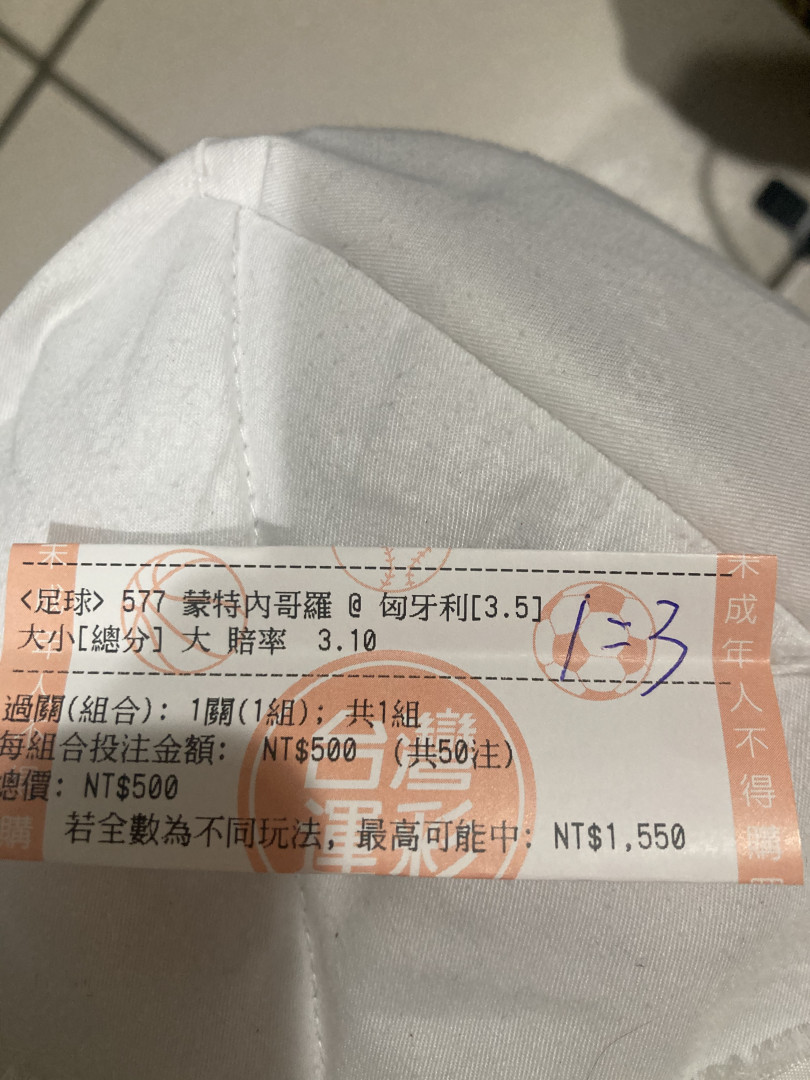 <足球> 577 蒙特內哥羅 @ 匈牙利[3.5]
大小[總分] 大 賠率 3.10
1=3
過關(組合): 1關(1組); 共1組
每組合投注金額: NT$500 (共50注)
總價: NT$500
若全數為不同玩法, 最高可能中: NT$1,550
台灣
運彩
未成年人不得購